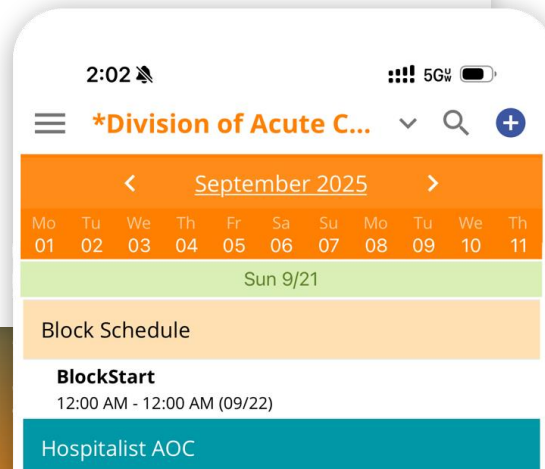 2:02 5GUW
*Division of Acute C...
September 2025
Mo Tu We Th Fr Sa Su Mo Tu We Th
01 02 03 04 05 06 07 08 09 10 11
Sun 9/21
Block Schedule
BlockStart
12:00 AM - 12:00 AM (09/22)
Hospitalist AOC